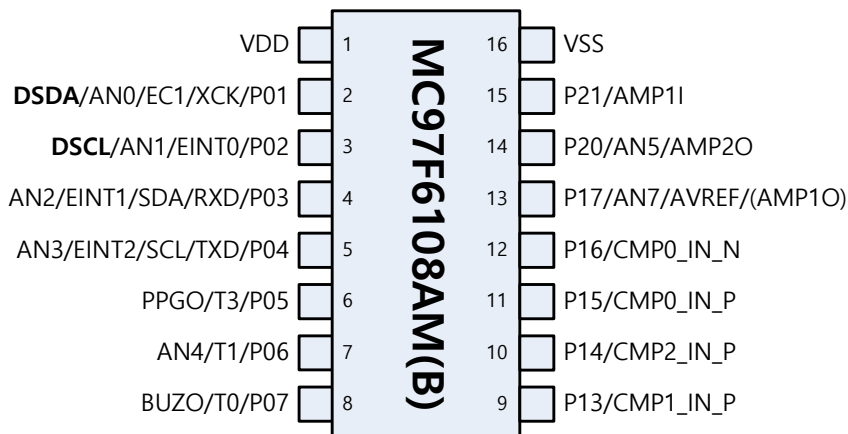 VDD 1 16 VSS
DSDA/AN0/EC1/XCK/P01 2 15 P21/AMP1I
DSCL/AN1/EINT0/P02 3 14 P20/AN5/AMP2O
AN2/EINT1/SDA/RXD/P03 4 13 P17/AN7/AVREF/(AMP1O)
AN3/EINT2/SCL/TXD/P04 5 12 P16/CMP0_IN_N
PPGO/T3/P05 6 11 P15/CMP0_IN_P
AN4/T1/P06 7 10 P14/CMP2_IN_P
BUZO/T0/P07 8 9 P13/CMP1_IN_P
MC97F6108AM(B)